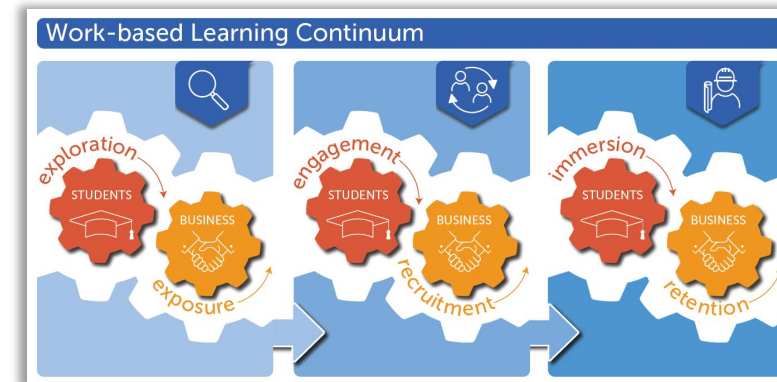 Work-based Learning Continuum
exploration
STUDENTS
BUSINESS
exposure
engagement
STUDENTS
BUSINESS
recruitment
immersion
STUDENTS
BUSINESS
retention